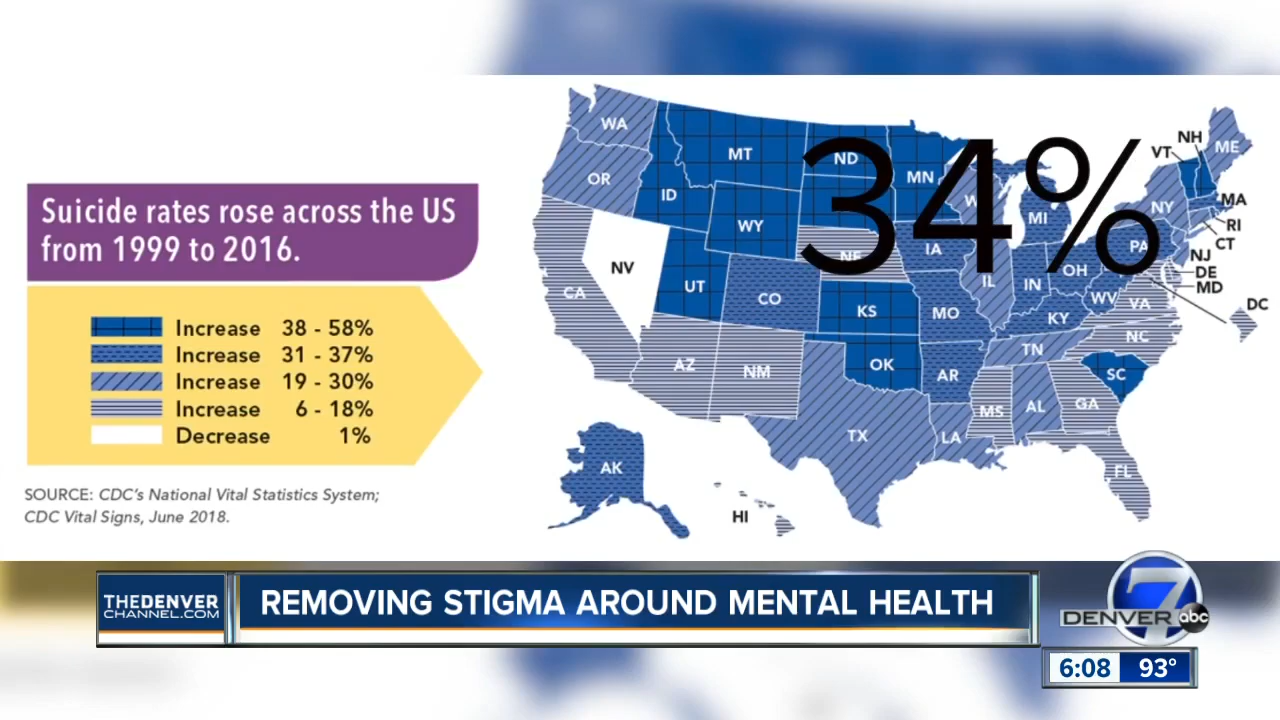 Suicide rates rose across the US
from 1999 to 2016.
Increase 38 - 58%
Increase 31 - 37%
Increase 19 - 30%
Increase 6 - 18%
Decrease 1%
SOURCE: CDC's National Vital Statistics System;
CDC Vital Signs, June 2018.
34%
WA
MT
ND
MN
OR
ID
WY
MI
NY
VT
NH
ME
MA
RI
CT
NJ
DE
MD
DC
NV
UT
CO
NE
IA
IL
IN
OH
PA
CA
KS
MO
KY
WV
VA
AZ
NM
OK
AR
TN
NC
SC
TX
LA
MS
AL
GA
FL
AK
HI
THEDENVER
CHANNEL.COM
REMOVING STIGMA AROUND MENTAL HEALTH
7
DENVER abc
6:08 93°